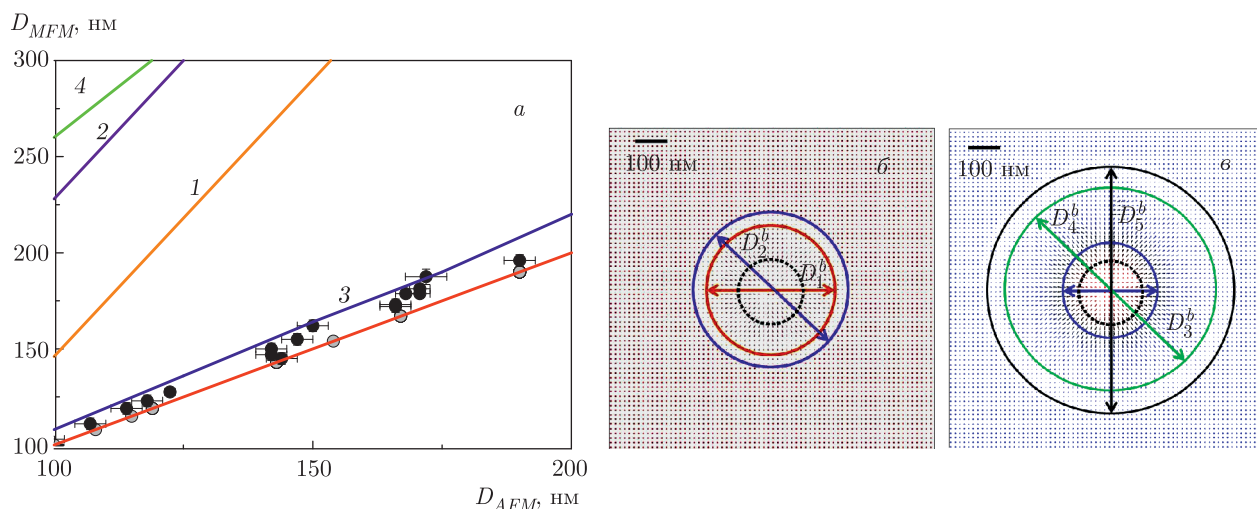 D_{MFM}, нм
300
250
200
150
100
4
2
1
3
а
100
150
200
D_{AFM}, нм
100 нм
б
D_2^b
D_1^b
100 нм
в
D_4^b
D_5^b
D_3^b